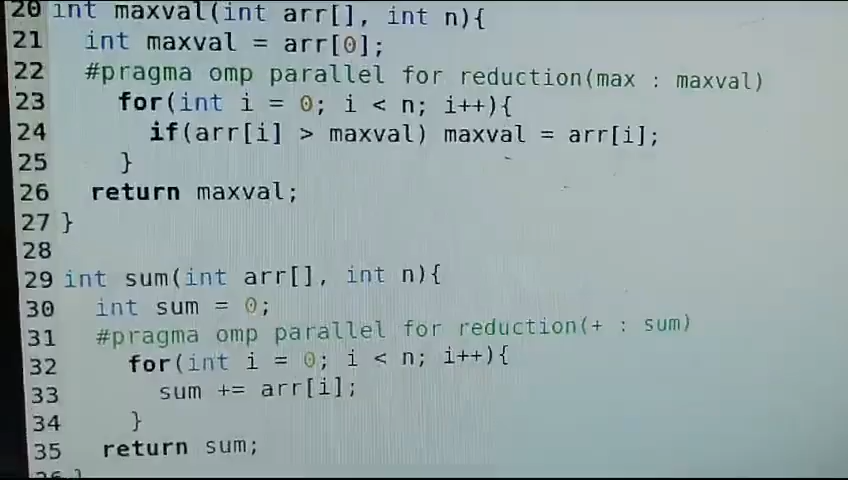 20 int maxval(int arr[], int n){
21 int maxval = arr[0];
22 #pragma omp parallel for reduction(max : maxval)
23 for(int i = 0; i < n; i++){
24 if(arr[i] > maxval) maxval = arr[i];
25 }
26 return maxval;
27 }
28
29 int sum(int arr[], int n){
30 int sum = 0;
31 #pragma omp parallel for reduction(+ : sum)
32 for(int i = 0; i < n; i++){
33 sum += arr[i];
34 }
35 return sum;
36 }